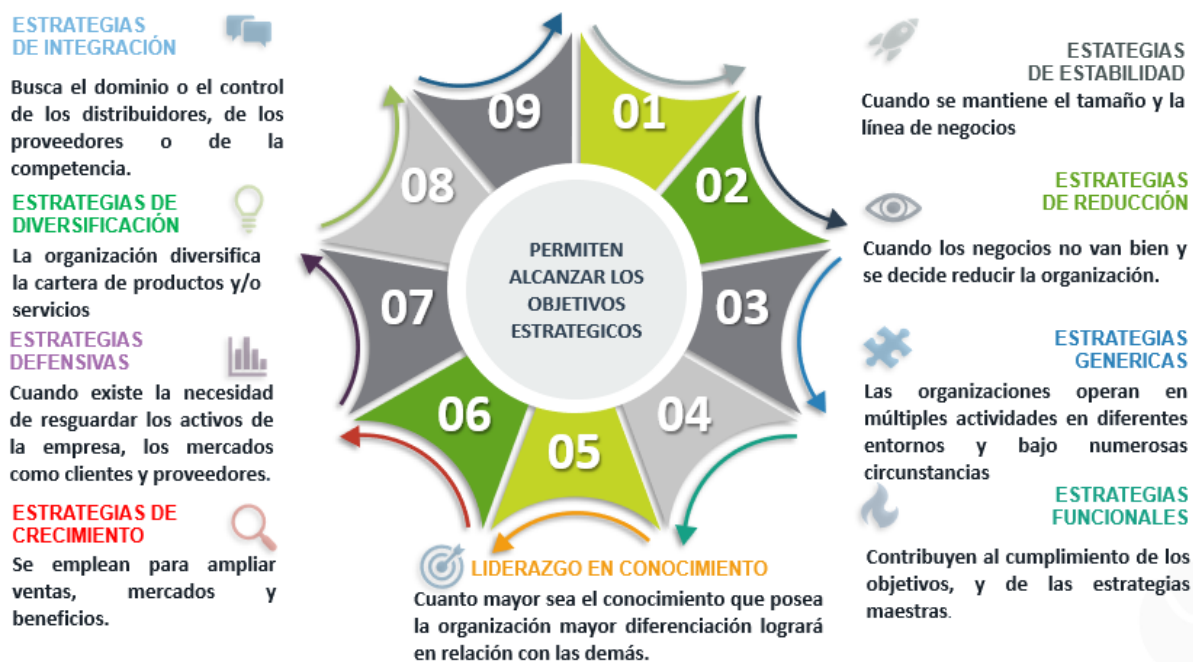 ESTRATEGIAS
DE INTEGRACIÓN
Busca el dominio o el control
de los distribuidores, de los
proveedores o de la
competencia.
ESTRATEGIAS DE
DIVERSIFICACIÓN
La organización diversifica
la cartera de productos y/o
servicios
ESTRATEGIAS
DEFENSIVAS
Cuando existe la necesidad
de resguardar los activos de
la empresa, los mercados
como clientes y proveedores.
ESTRATEGIAS DE
CRECIMIENTO
Se emplean para ampliar
ventas, mercados y
beneficios.
09
01
08
02
07
03
06
04
05
PERMITEN
ALCANZAR LOS
OBJETIVOS
ESTRATEGICOS
LIDERAZGO EN CONOCIMIENTO
Cuanto mayor sea el conocimiento que posea
la organización mayor diferenciación logrará
en relación con las demás.
ESTATEGIAS
DE ESTABILIDAD
Cuando se mantiene el tamaño y la
línea de negocios
ESTRATEGIAS
DE REDUCCIÓN
Cuando los negocios no van bien y
se decide reducir la organización.
ESTRATEGIAS
GENERICAS
Las organizaciones operan en
múltiples actividades en diferentes
entornos y bajo numerosas
circunstancias
ESTRATEGIAS
FUNCIONALES
Contribuyen al cumplimiento de los
objetivos, y de las estrategias
maestras.